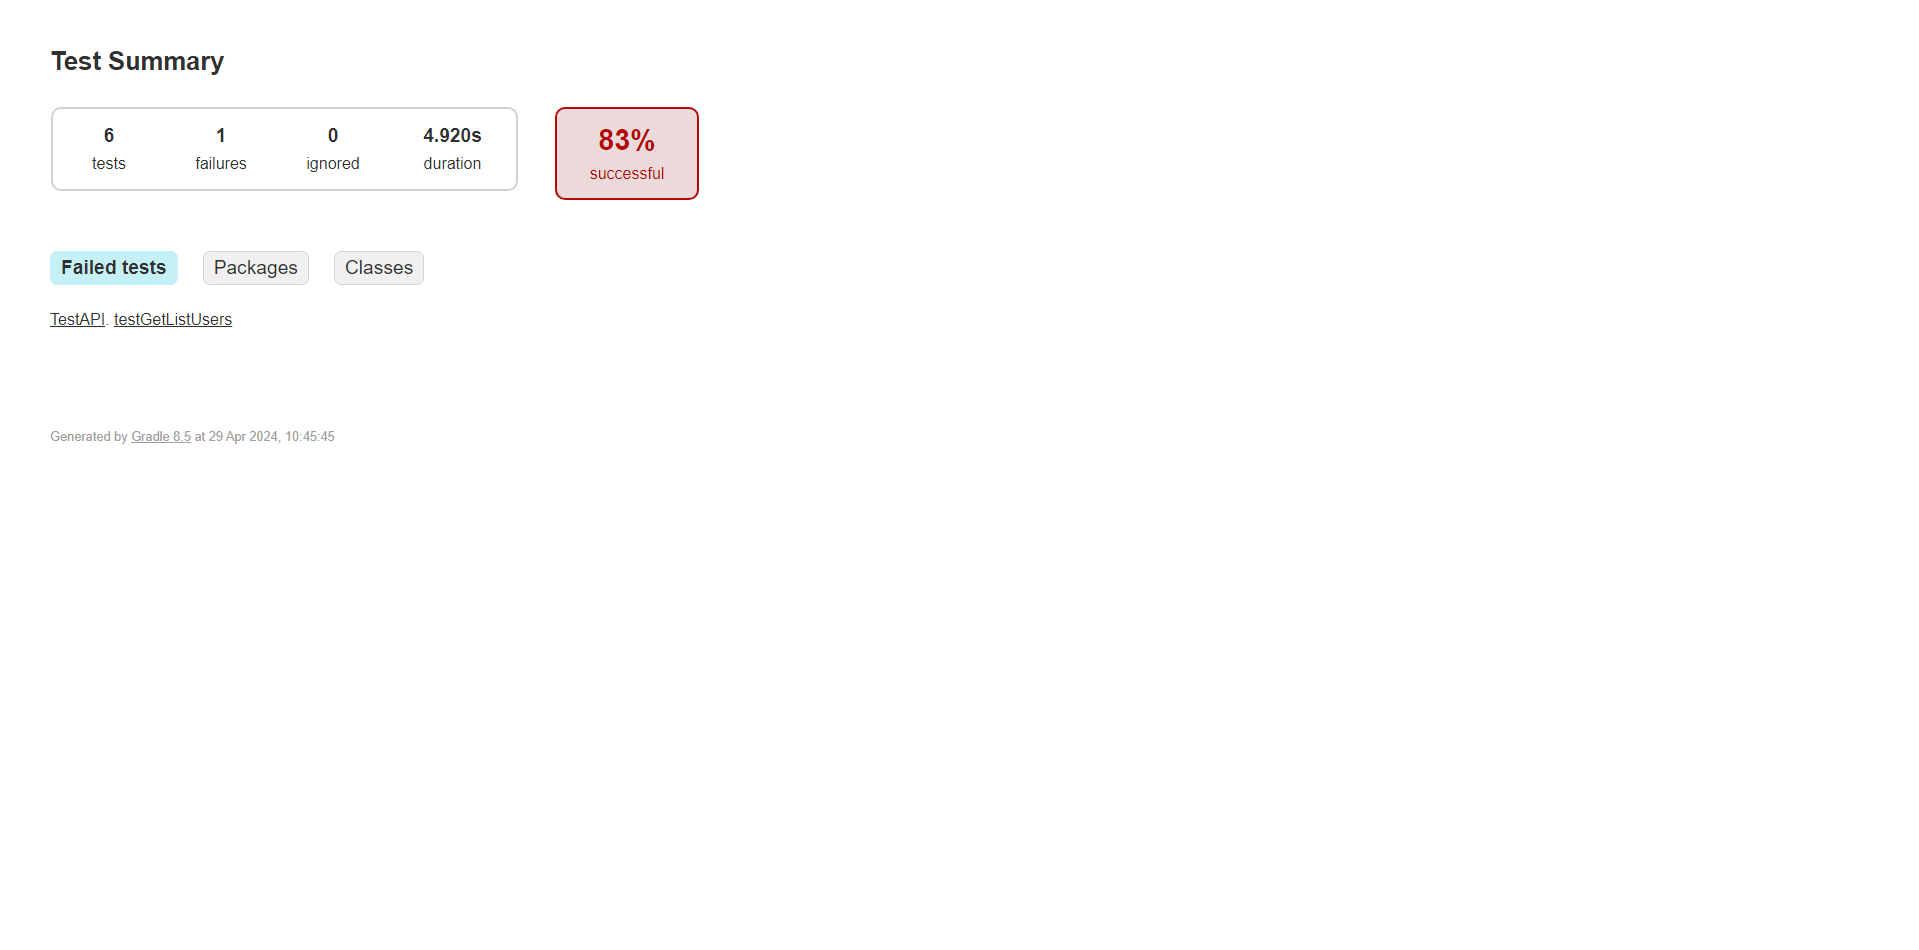 Test Summary
6 1 0 4.920s
tests failures ignored duration
83%
successful
Failed tests Packages Classes
TestAPI. testGetListUsers
Generated by Gradle 8.5 at 29 Apr 2024, 10:45:45